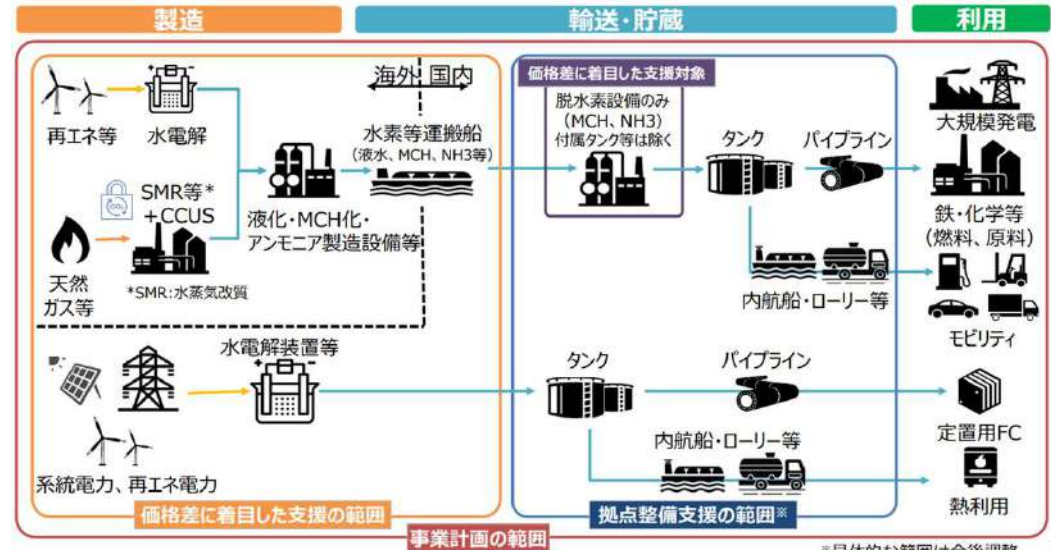 製造
輸送・貯蔵
利用
海外 国内
価格差に着目した支援対象
脱水素設備のみ
(MCH、NH3)
付属タンク等は除く
再エネ等
水電解
水素等運搬船
(液水、MCH、NH3等)
タンク
パイプライン
大規模発電
SMR等*
+CCUS
CO₂
液化・MCH化・
アンモニア製造設備等
鉄・化学等
(燃料、原料)
天然
ガス等
*SMR:水蒸気改質
内航船・ローリー等
モビリティ
水電解装置等
タンク
パイプライン
定置用FC
内航船・ローリー等
系統電力、再エネ電力
熱利用
価格差に着目した支援の範囲
拠点整備支援の範囲※
事業計画の範囲